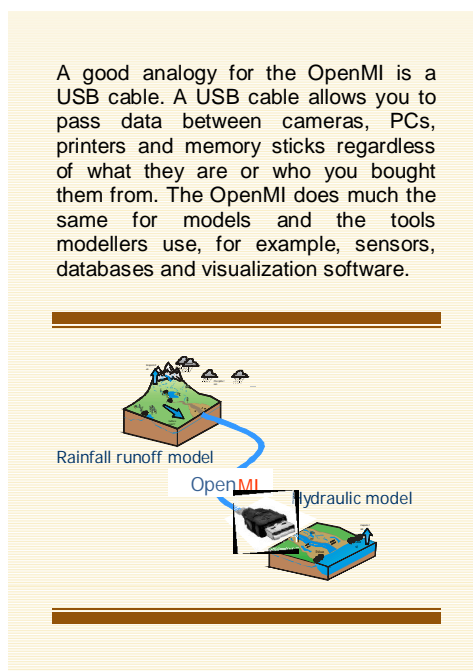 A good analogy for the OpenMI is a
USB cable. A USB cable allows you to
pass data between cameras, PCs,
printers and memory sticks regardless
of what they are or who you bought
them from. The OpenMI does much the
same for models and the tools
modellers use, for example, sensors,
databases and visualization software.
Rainfall runoff model
OpenMI
Hydraulic model